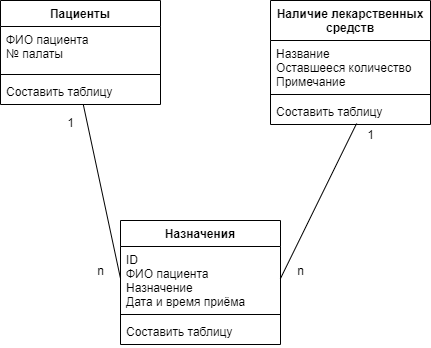 Пациенты
ФИО пациента
№ палаты
Составить таблицу
1
Наличие лекарственных
средств
Название
Оставшееся количество
Примечание
Составить таблицу
1
n
n
Назначения
ID
ФИО пациента
Назначение
Дата и время приёма
Составить таблицу